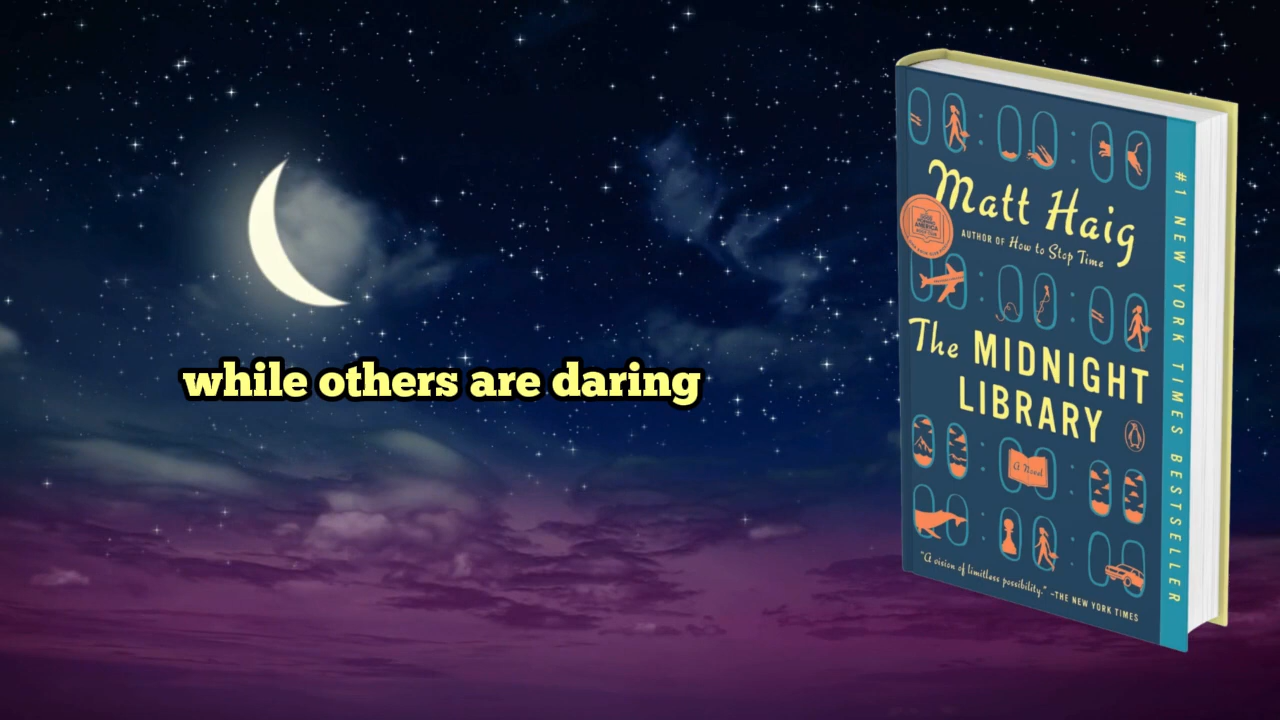 while others are daring
Matt Haig
AUTHOR OF How to Stop Time
The MIDNIGHT
LIBRARY
A Novel
"A vision of limitless possibility." –THE NEW YORK TIMES
#1 NEW YORK TIMES BESTSELLER